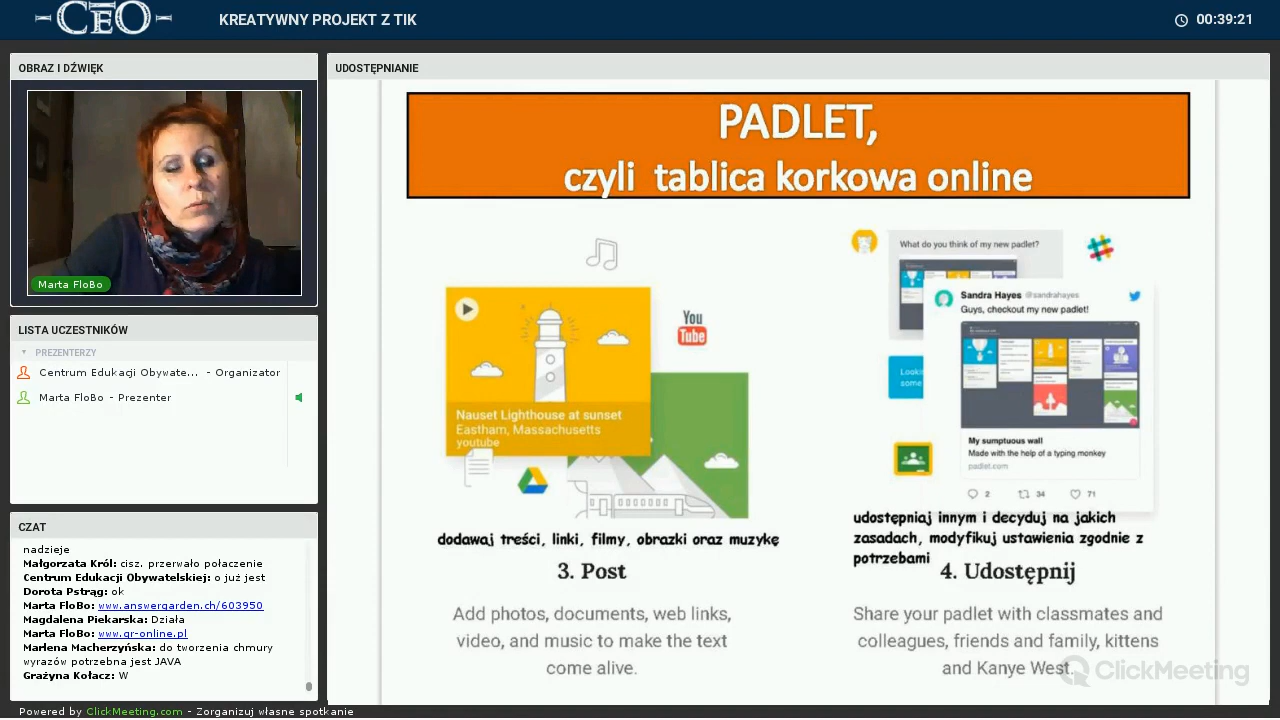 CEO
KREATYWNY PROJEKT Z TIK
00:39:21
OBRAZ I DŹWIĘK
Marta FloBo
LISTA UCZESTNIKÓW
PREZENTERZY
Centrum Edukacji Obywate... - Organizator
Marta FloBo - Prezenter
CZAT
nadzieje
Małgorzata Król: cisz. przerwało połaczenie
Centrum Edukacji Obywatelskiej: o już jest
Dorota Pstrąg: ok
Marta FloBo: www.answergarden.ch/603950
Magdalena Piekarska: Działa
Marta FloBo: www.qr-online.pl
Marlena Macherzyńska: do tworzenia chmury
wyrazów potrzebna jest JAVA
Grażyna Kołacz: W
Powered by ClickMeeting.com - Zorganizuj własne spotkanie
UDOSTĘPNIANIE
PADLET,
czyli tablica korkowa online
You
Tube
Nauset Lighthouse at sunset
Eastham, Massachusetts
youtube
dodawaj treści, linki, filmy, obrazki oraz muzykę
3. Post
Add photos, documents, web links,
video, and music to make the text
come alive.
What do you think of my new padlet?
Sandra Hayes @sandrahayes
Guys, checkout my new padlet!
some
My sumptuous wall
Made with the help of a typing monkey
padlet.com
2 34 71
udostępniaj innym i decyduj na jakich
zasadach, modyfikuj ustawienia zgodnie z
potrzebami
4. Udostępnij
Share your padlet with classmates and
colleagues, friends and family, kittens
and Kanye West.
ClickMeeting